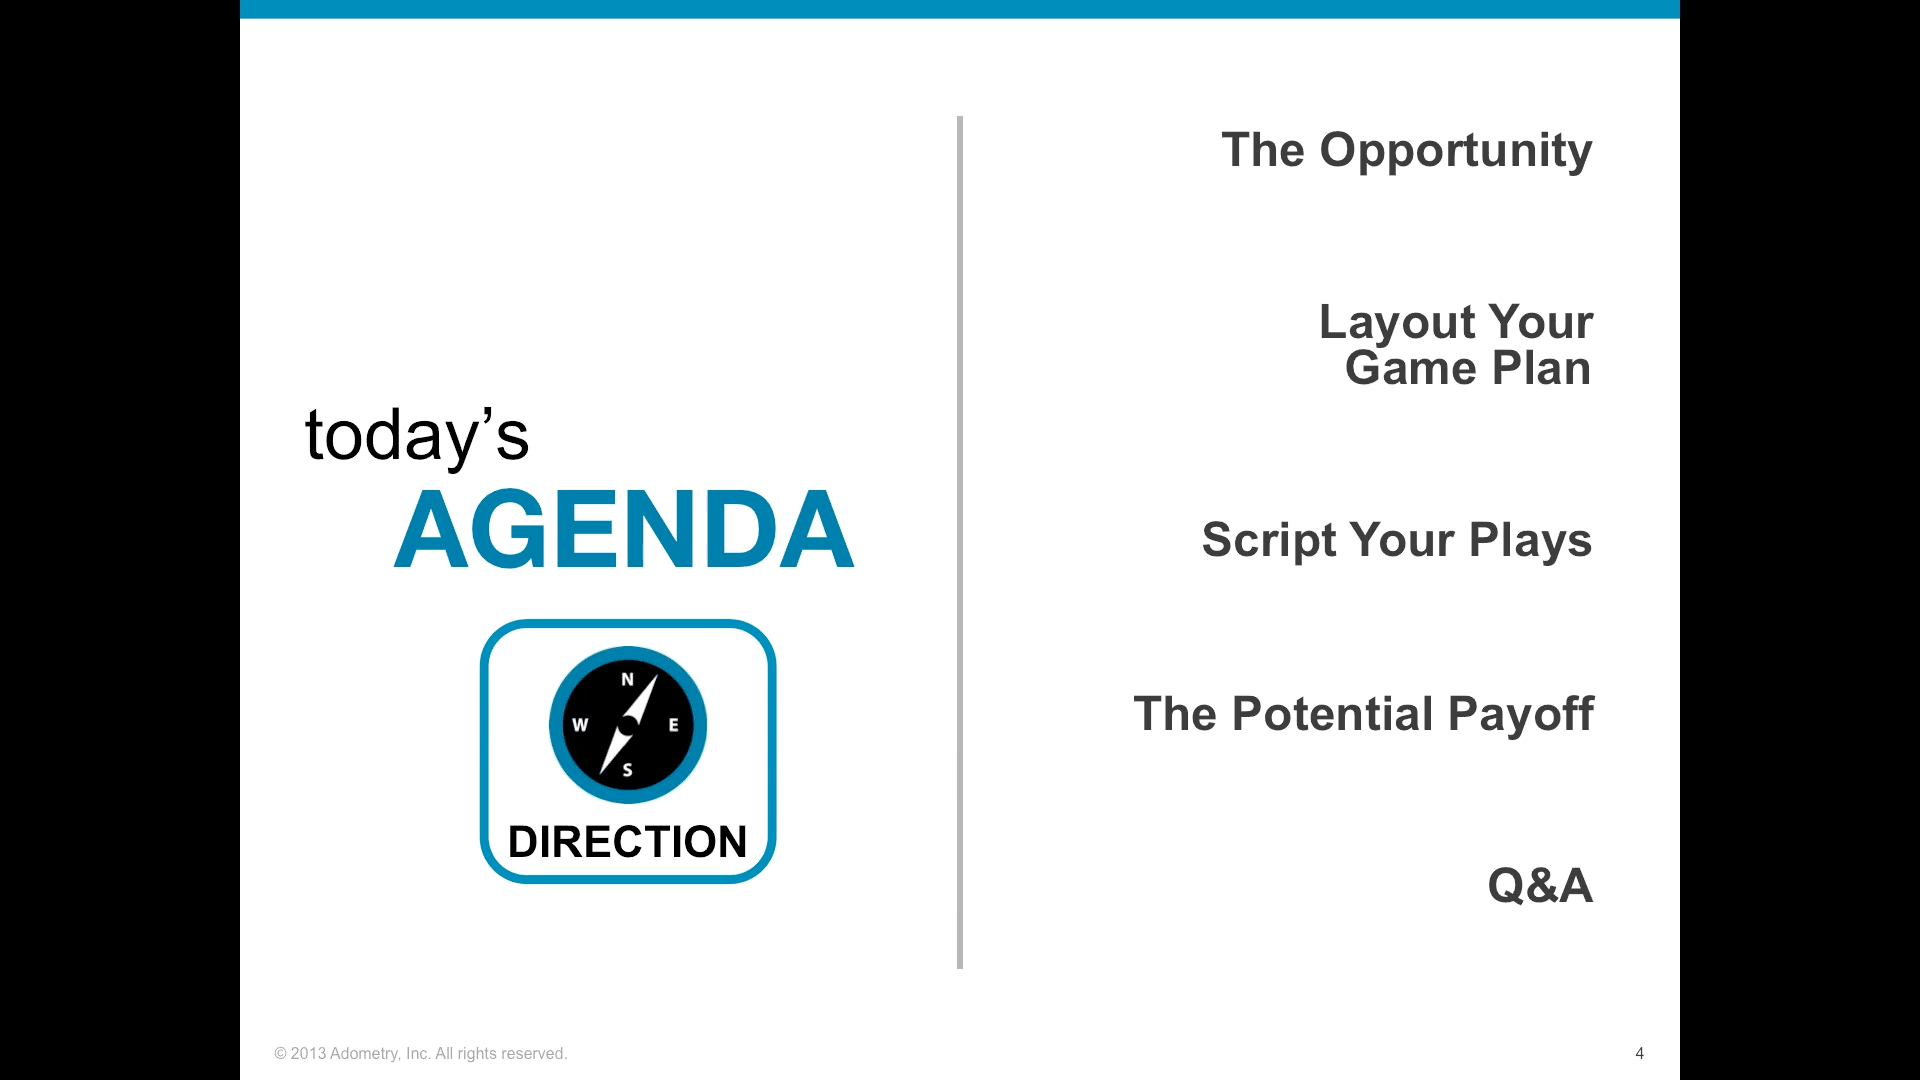 today’s
AGENDA
N
W E
S
DIRECTION
The Opportunity
Layout Your
Game Plan
Script Your Plays
The Potential Payoff
Q&A
© 2013 Adometry, Inc. All rights reserved.
4